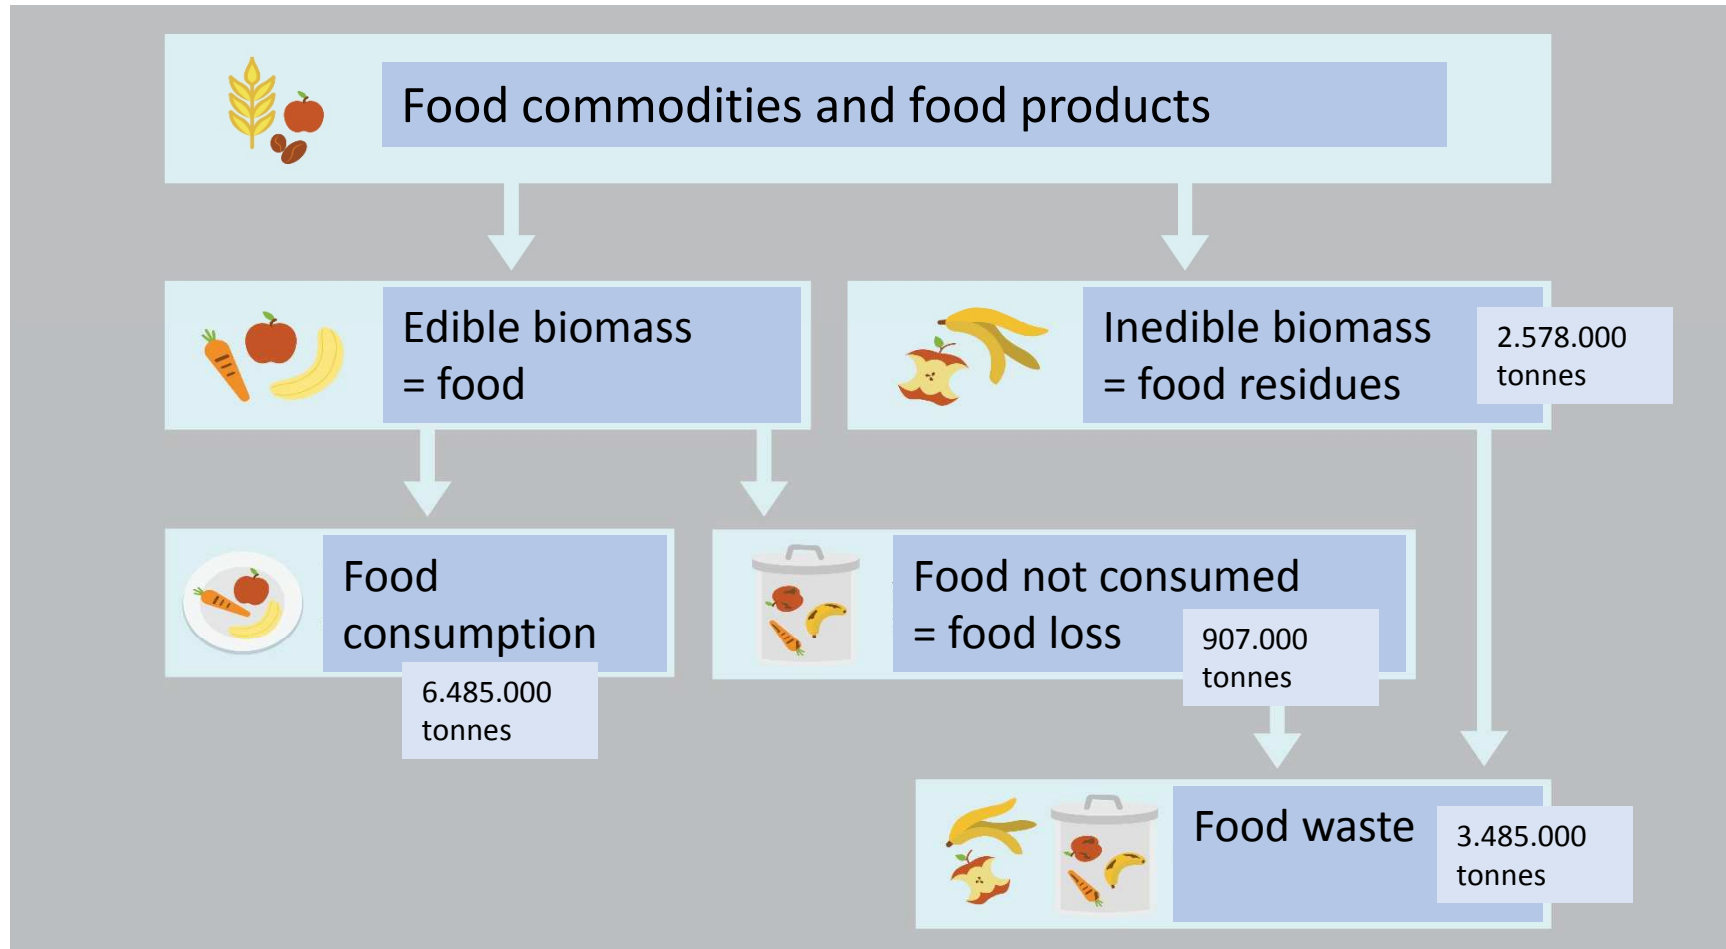 Food commodities and food products
Edible biomass
= food
Inedible biomass
= food residues
2.578.000
tonnes
Food
consumption
6.485.000
tonnes
Food not consumed
= food loss
907.000
tonnes
Food waste
3.485.000
tonnes